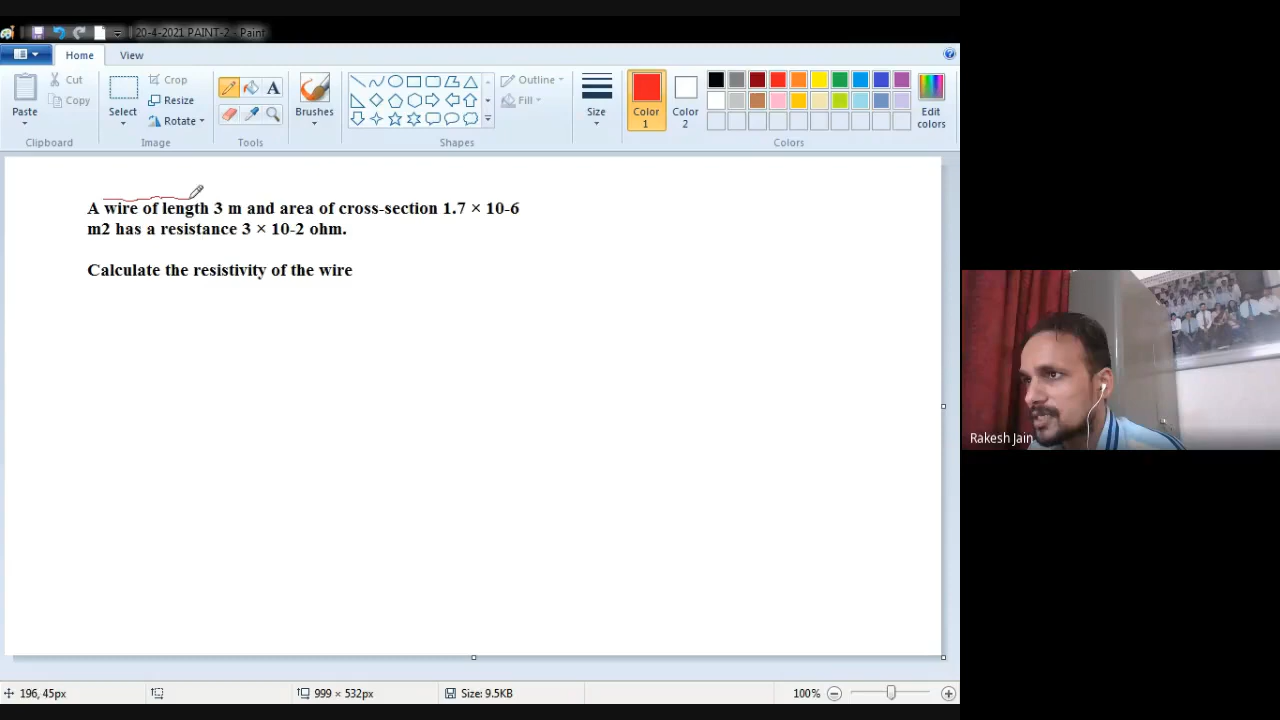 20-4-2021 PAINT-2 - Paint
Home View
Paste
Cut
Copy
Clipboard
Select
Crop
Resize
Rotate
Image
A
Tools
Brushes
Outline
Fill
Shapes
Size
Color 1
Color 2
Edit colors
Colors
A wire of length 3 m and area of cross-section 1.7 × 10-6
m2 has a resistance 3 × 10-2 ohm.
Calculate the resistivity of the wire
Rakesh Jain
196, 45px
999 × 532px
Size: 9.5KB
100%